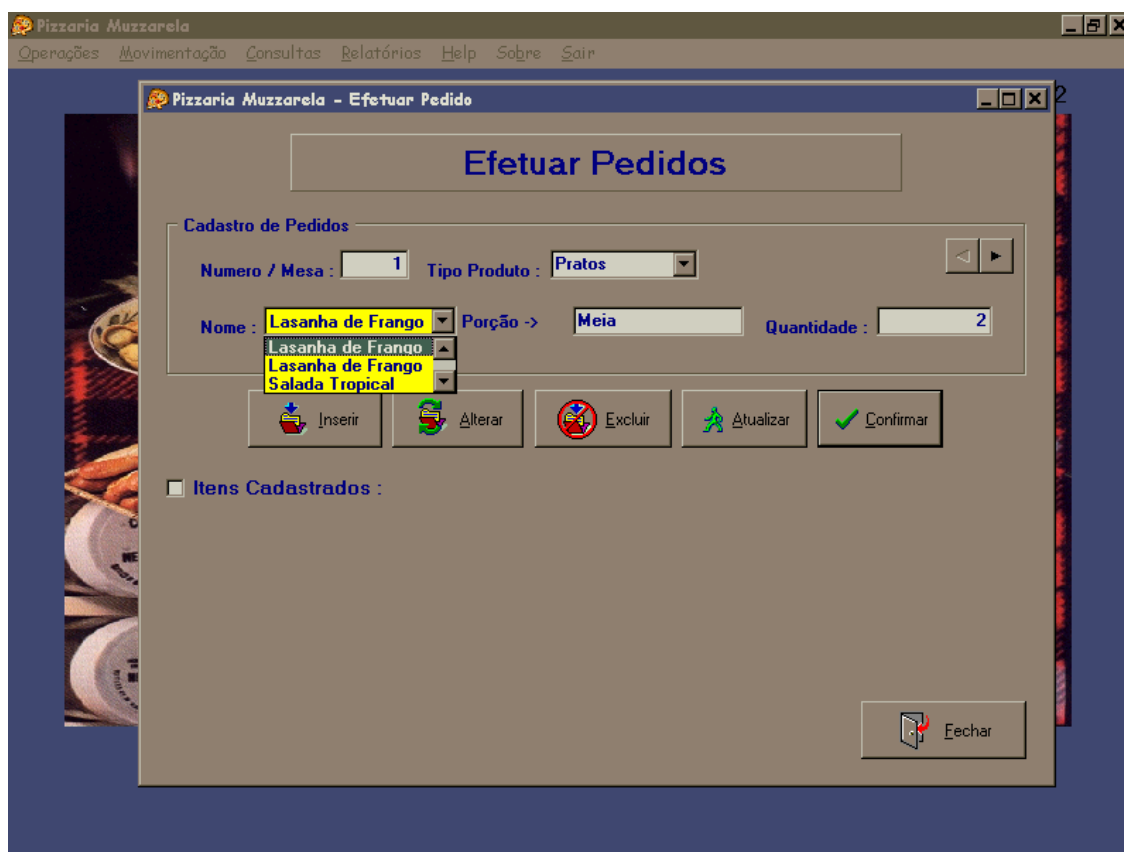 Pizzaria Muzzarela
Operações Movimentação Consultas Relatórios Help Sobre Sair
Pizzaria Muzzarela - Efetuar Pedido
2
Efetuar Pedidos
Cadastro de Pedidos
Numero / Mesa : 1 Tipo Produto : Pratos
Nome : Lasanha de Frango Porção -> Meia Quantidade : 2
Lasanha de Frango
Lasanha de Frango
Salada Tropical
Inserir Alterar Excluir Atualizar Confirmar
Itens Cadastrados :
Fechar